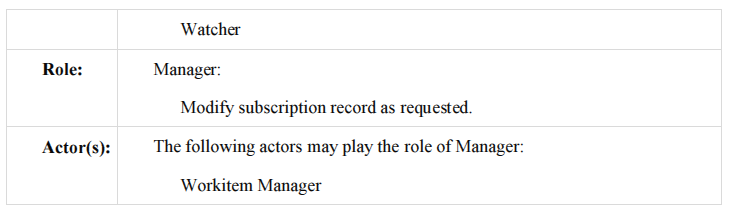 Watcher
Role: Manager:
Modify subscription record as requested.
Actor(s): The following actors may play the role of Manager:
Workitem Manager